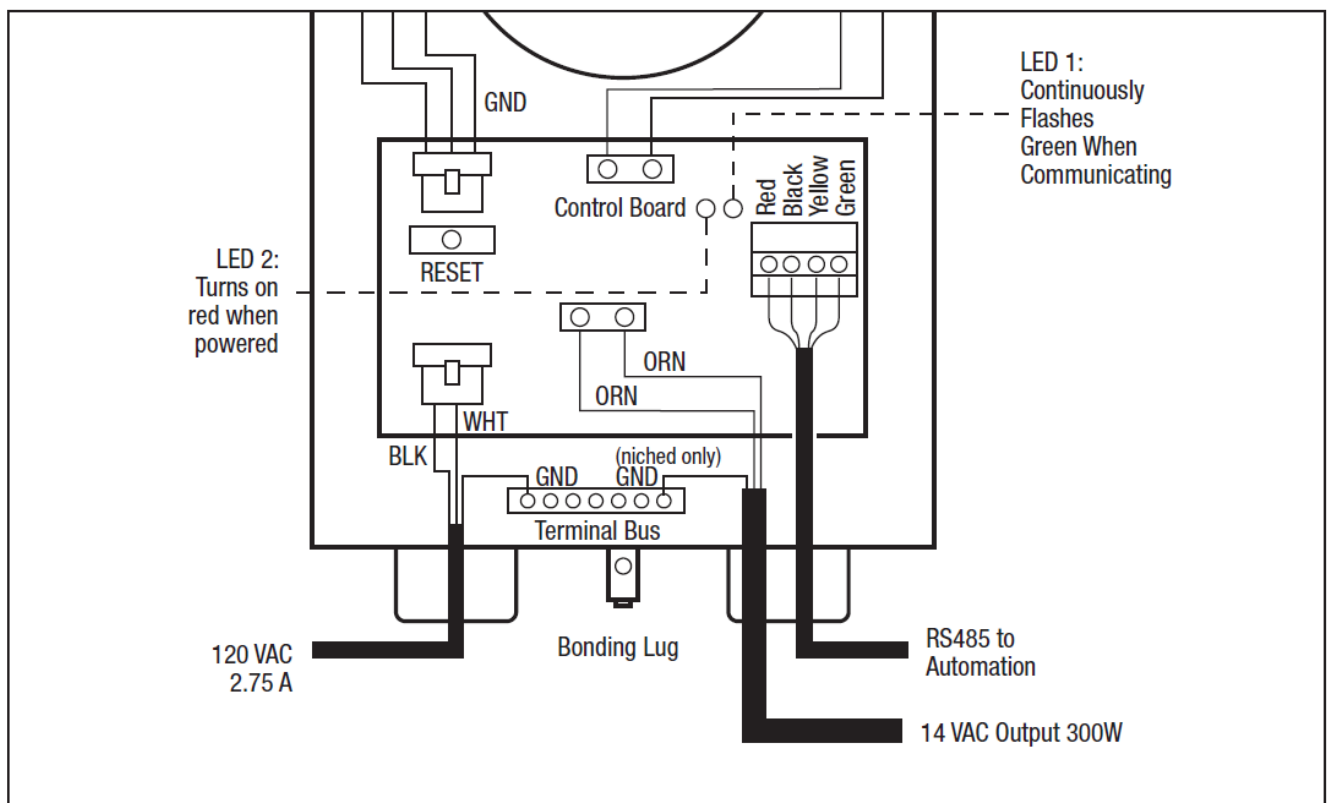 GND
LED 1:
Continuously
Flashes
Green When
Communicating
Red
Black
Yellow
Green
Control Board
RESET
LED 2:
Turns on
red when
powered
ORN
ORN
WHT
BLK
(niched only)
GND
GND
Terminal Bus
120 VAC
2.75 A
Bonding Lug
RS485 to
Automation
14 VAC Output 300W